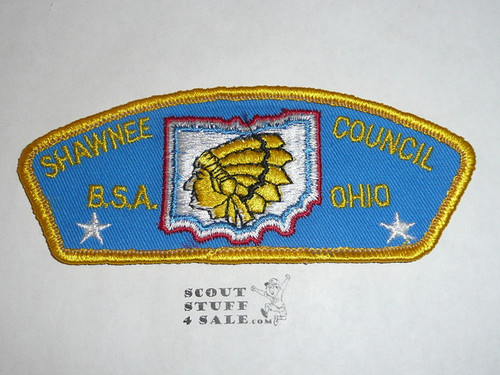 SHAWNEE COUNCIL
B.S.A. OHIO
SCOUT
STUFF
4 SALE.COM